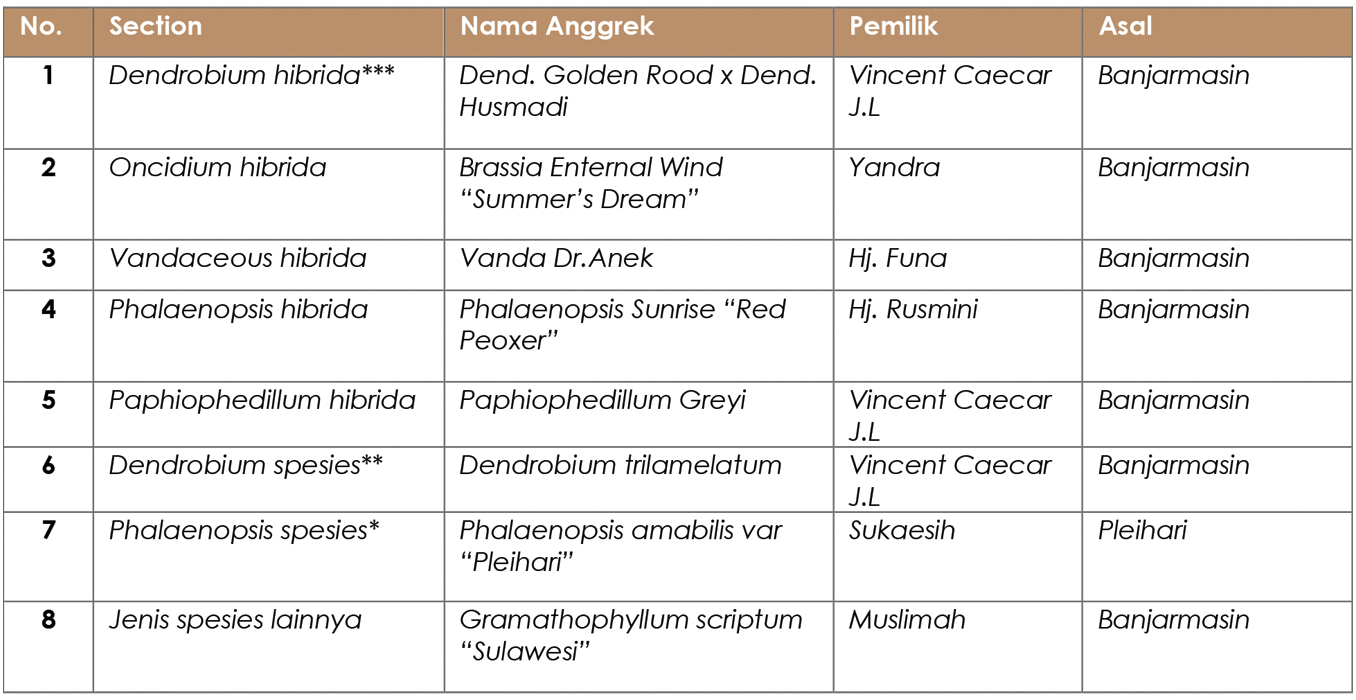 No. Section Nama Anggrek Pemilik Asal
1 Dendrobium hibrida*** Dend. Golden Rood x Dend. Vincent Caecar Banjarmasin
Husmadi J.L
2 Oncidium hibrida Brassia Enternal Wind Yandra Banjarmasin
“Summer’s Dream”
3 Vandaceous hibrida Vanda Dr.Anek Hj. Funa Banjarmasin
4 Phalaenopsis hibrida Phalaenopsis Sunrise “Red Hj. Rusmini Banjarmasin
Peoxer”
5 Paphiophedillum hibrida Paphiophedillum Greyi Vincent Caecar Banjarmasin
J.L
6 Dendrobium spesies** Dendrobium trilamelatum Vincent Caecar Banjarmasin
J.L
7 Phalaenopsis spesies* Phalaenopsis amabilis var Sukaesih Pleihari
“Pleihari”
8 Jenis spesies lainnya Gramathophyllum scriptum Muslimah Banjarmasin
“Sulawesi”